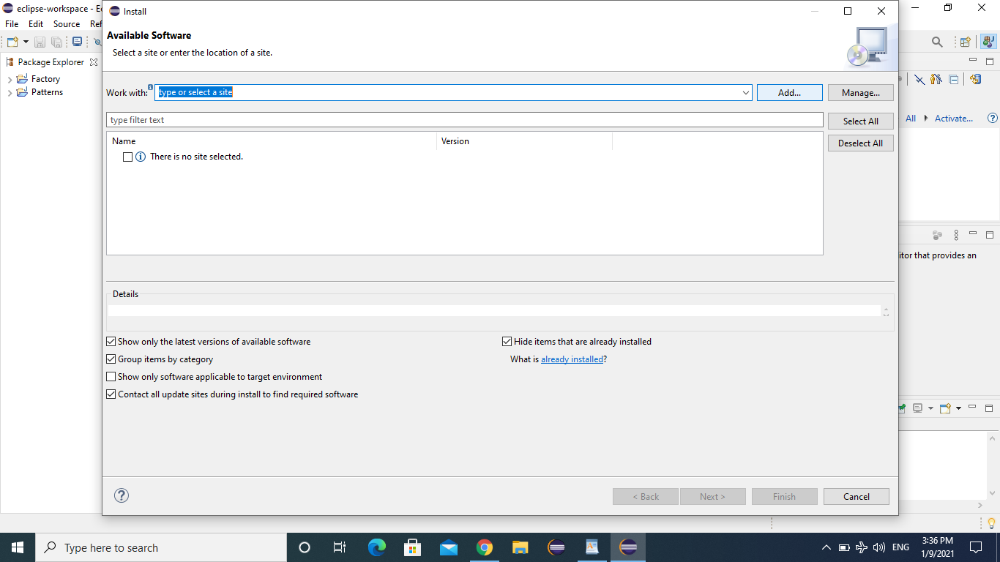 eclipse-workspace - Ec
Install
File Edit Source Ref
Available Software
Select a site or enter the location of a site.
Package Explorer
Factory
Patterns
Work with:
type or select a site
Add...
Manage...
type filter text
Select All
All
Activate...
Name
Version
Deselect All
There is no site selected.
itor that provides an
Details
Show only the latest versions of available software
Hide items that are already installed
Group items by category
What is already installed?
Show only software applicable to target environment
Contact all update sites during install to find required software
< Back
Next >
Finish
Cancel
Type here to search
ENG
3:36 PM
1/9/2021